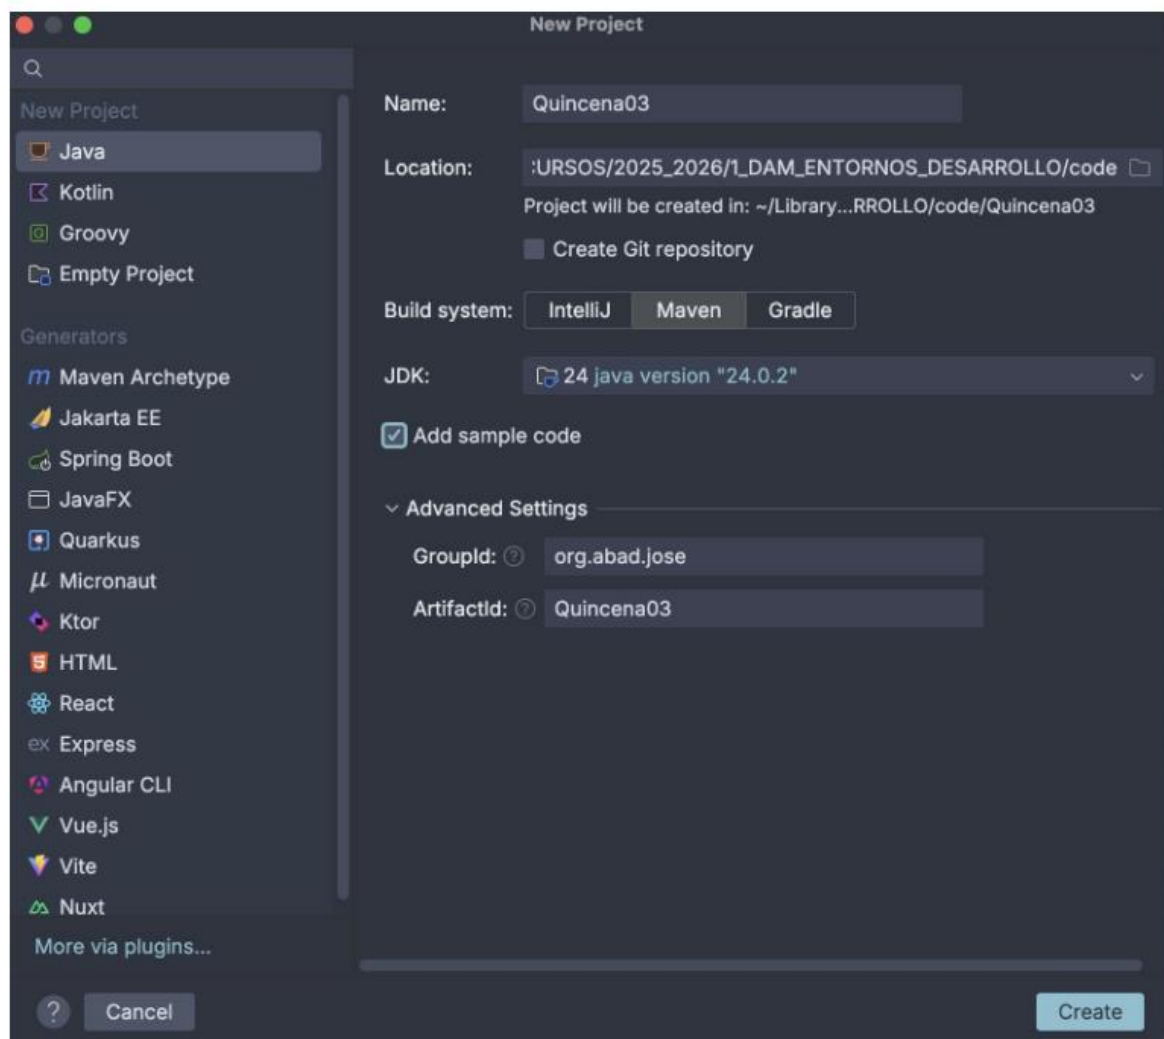 New Project
New Project
Java
Kotlin
Groovy
Empty Project
Generators
Maven Archetype
Jakarta EE
Spring Boot
JavaFX
Quarkus
Micronaut
Ktor
HTML
React
ex Express
Angular CLI
Vue.js
Vite
Nuxt
More via plugins...
Name: Quincena03
Location: :URSOS/2025_2026/1_DAM_ENTORNOS_DESARROLLO/code
Project will be created in: ~/Library...RROLLO/code/Quincena03
Create Git repository
Build system: IntelliJ Maven Gradle
JDK: 24 java version "24.0.2"
Add sample code
Advanced Settings
GroupId: ? org.abad.jose
ArtifactId: ? Quincena03
? Cancel Create